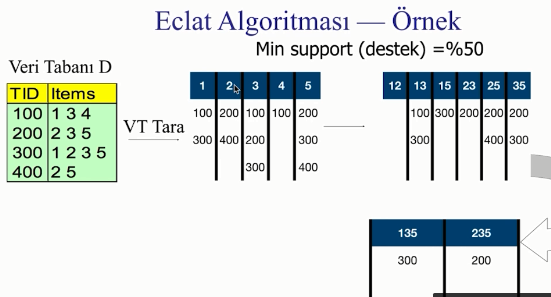 Eclat Algoritması — Örnek
Min support (destek) =%50
Veri Tabanı D
TID Items
100 1 3 4
200 2 3 5
300 1 2 3 5
400 2 5
VT Tara
1 2 3 4 5
100 200 100 100 200
300 400 200 300
300 400
12 13 15 23 25 35
100 300 200 200 200
300 400 300
135 235
300 200